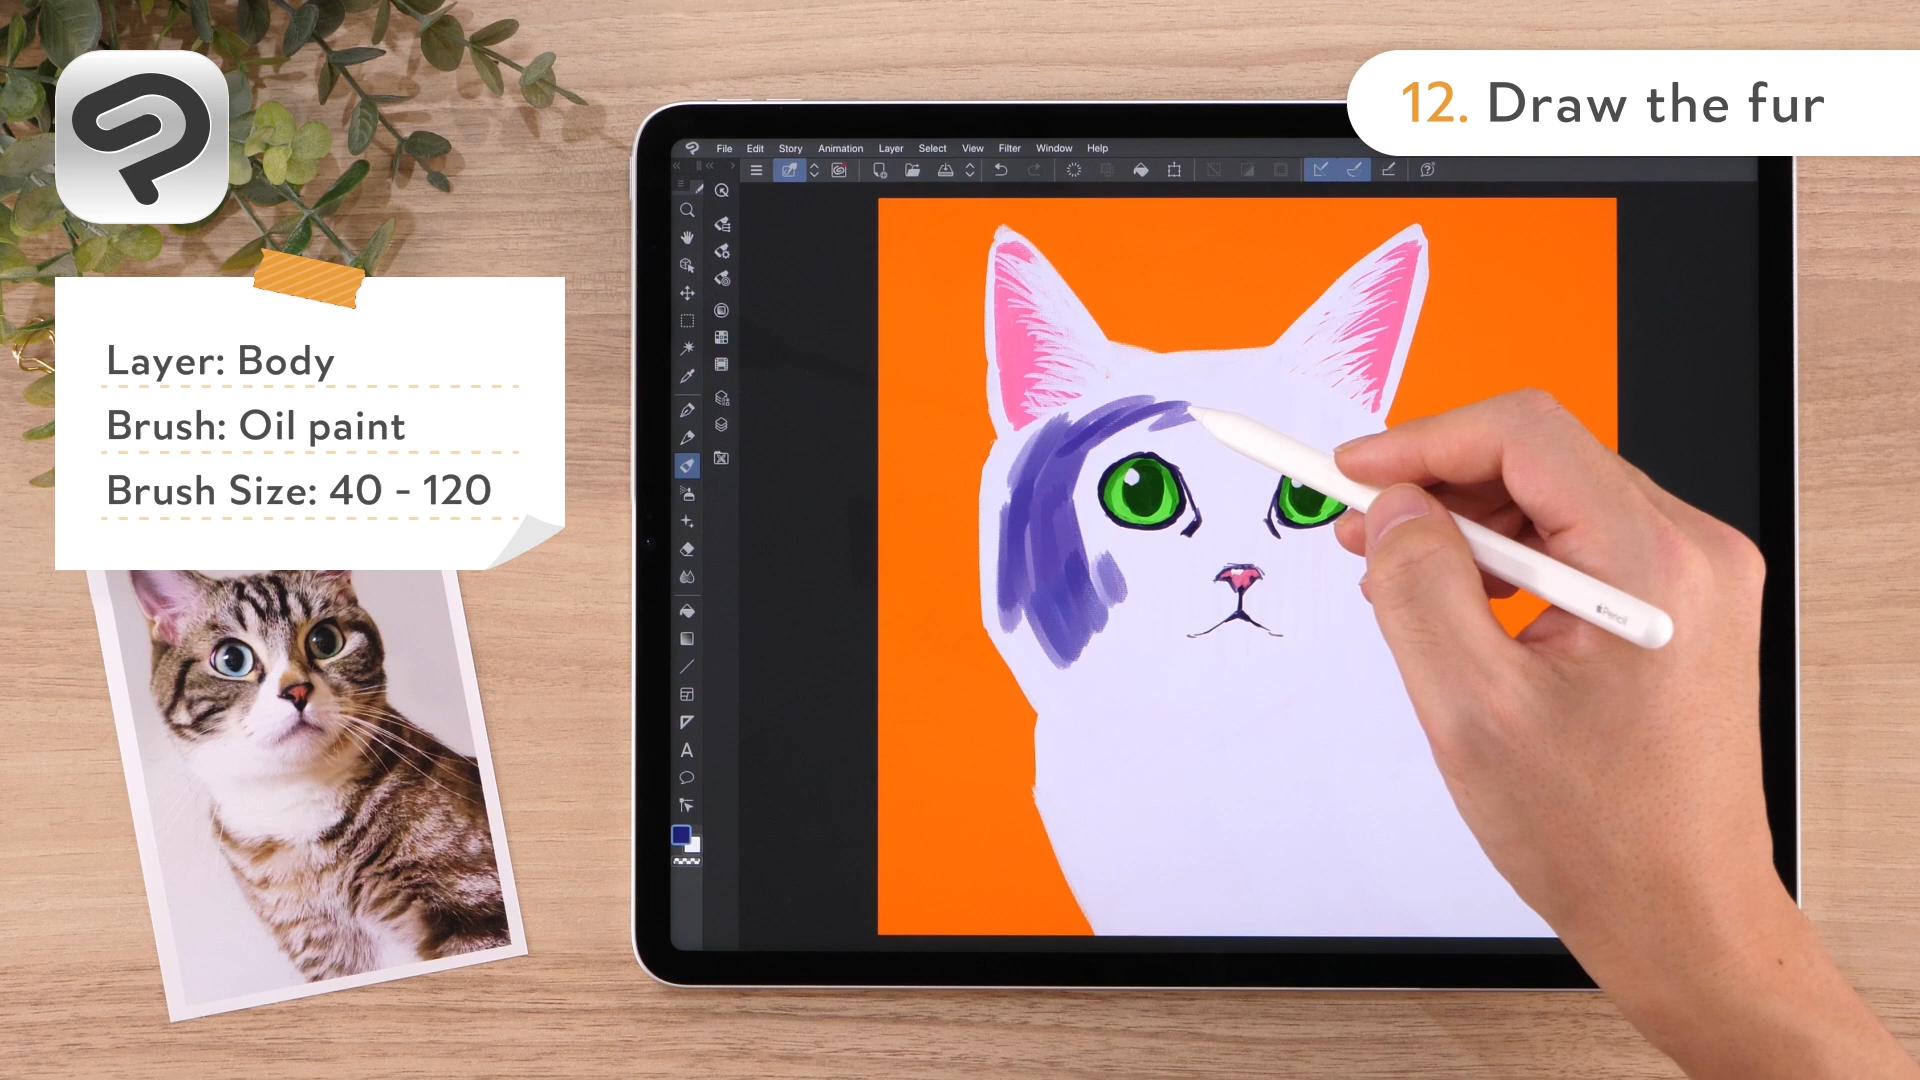 12. Draw the fur
Layer: Body
Brush: Oil paint
Brush Size: 40 - 120
File Edit Story Animation Layer Select View Filter Window Help
A
Pencil